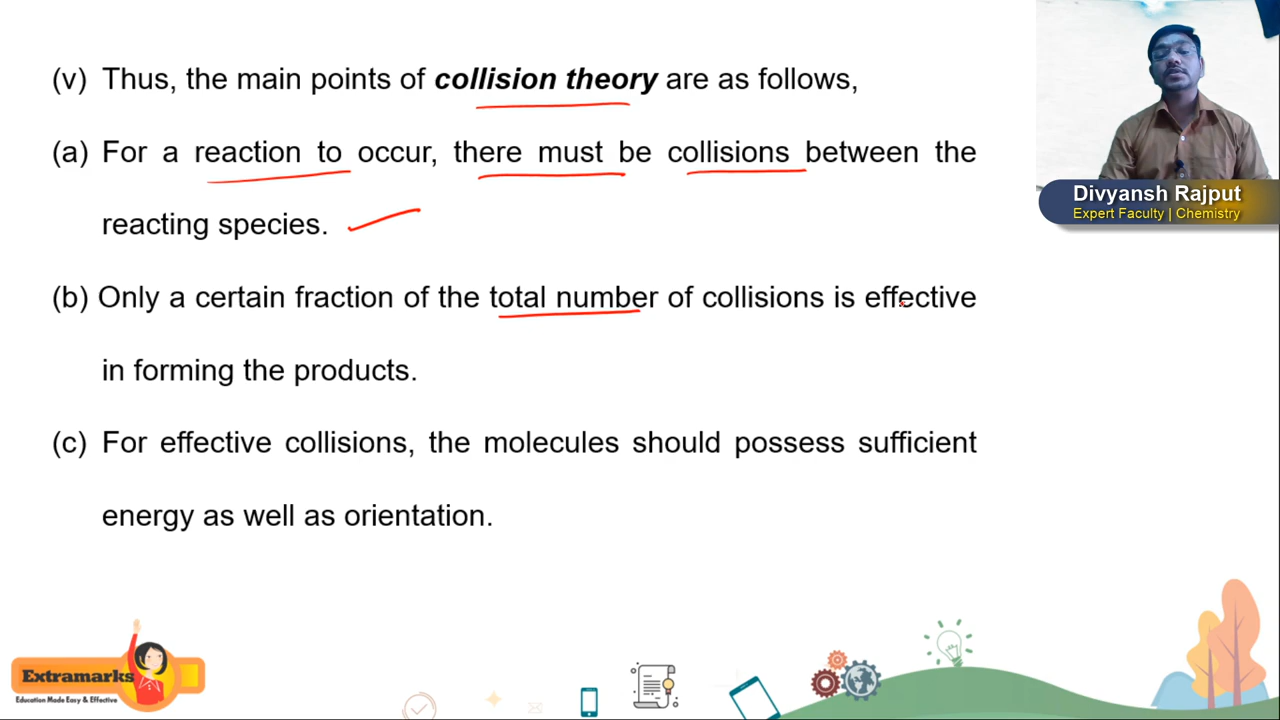 (v) Thus, the main points of collision theory are as follows,
(a) For a reaction to occur, there must be collisions between the
reacting species.
(b) Only a certain fraction of the total number of collisions is effective
in forming the products.
(c) For effective collisions, the molecules should possess sufficient
energy as well as orientation.
Divyansh Rajput
Expert Faculty | Chemistry
Extramarks
Education Made Easy & Effective